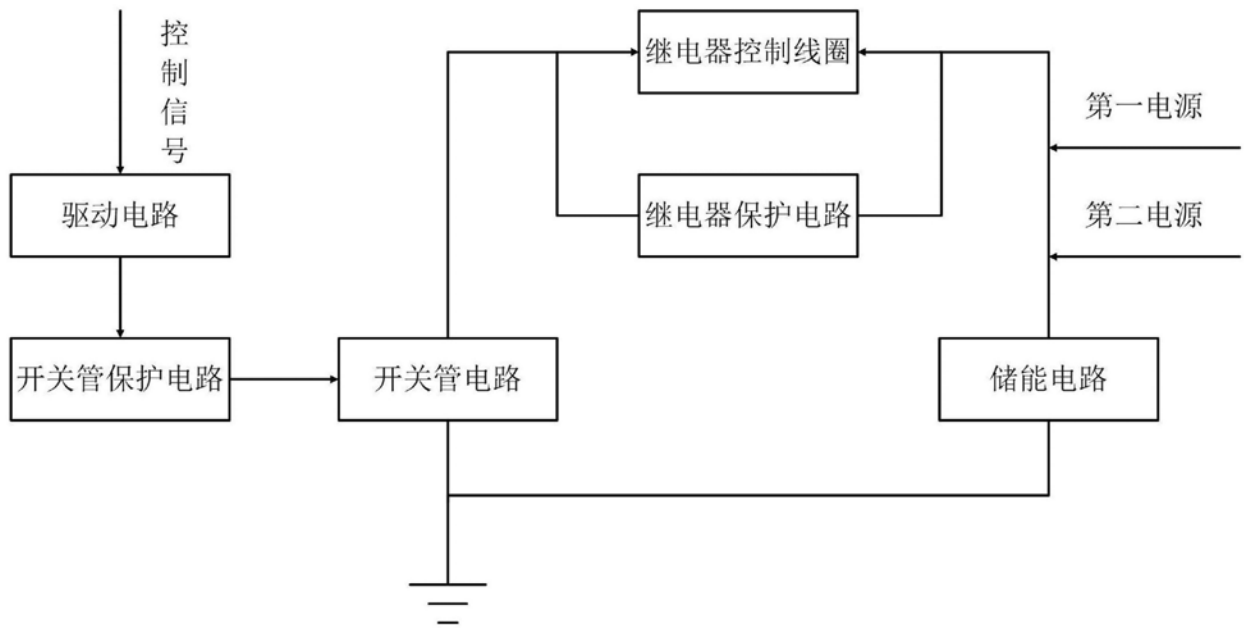 控制信号
继电器控制线圈
第一电源
驱动电路
继电器保护电路
第二电源
开关管保护电路
开关管电路
储能电路